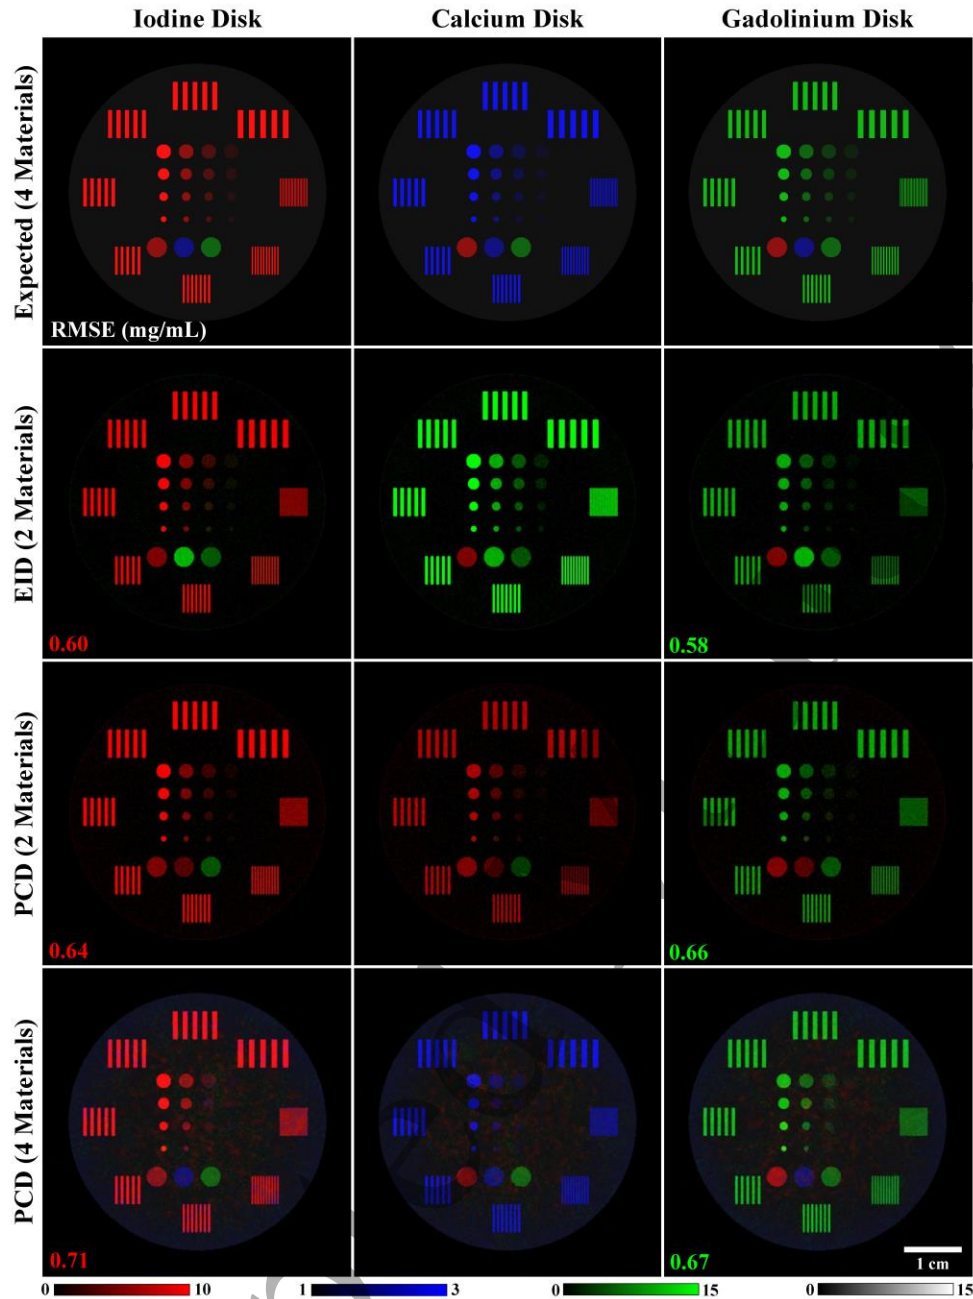 Iodine Disk Calcium Disk Gadolinium Disk
Expected (4 Materials)
RMSE (mg/mL)
EID (2 Materials)
0.60 0.58
PCD (2 Materials)
0.64 0.66
PCD (4 Materials)
0.71 0.67
1 cm
0 10 1 3 0 15 0 15